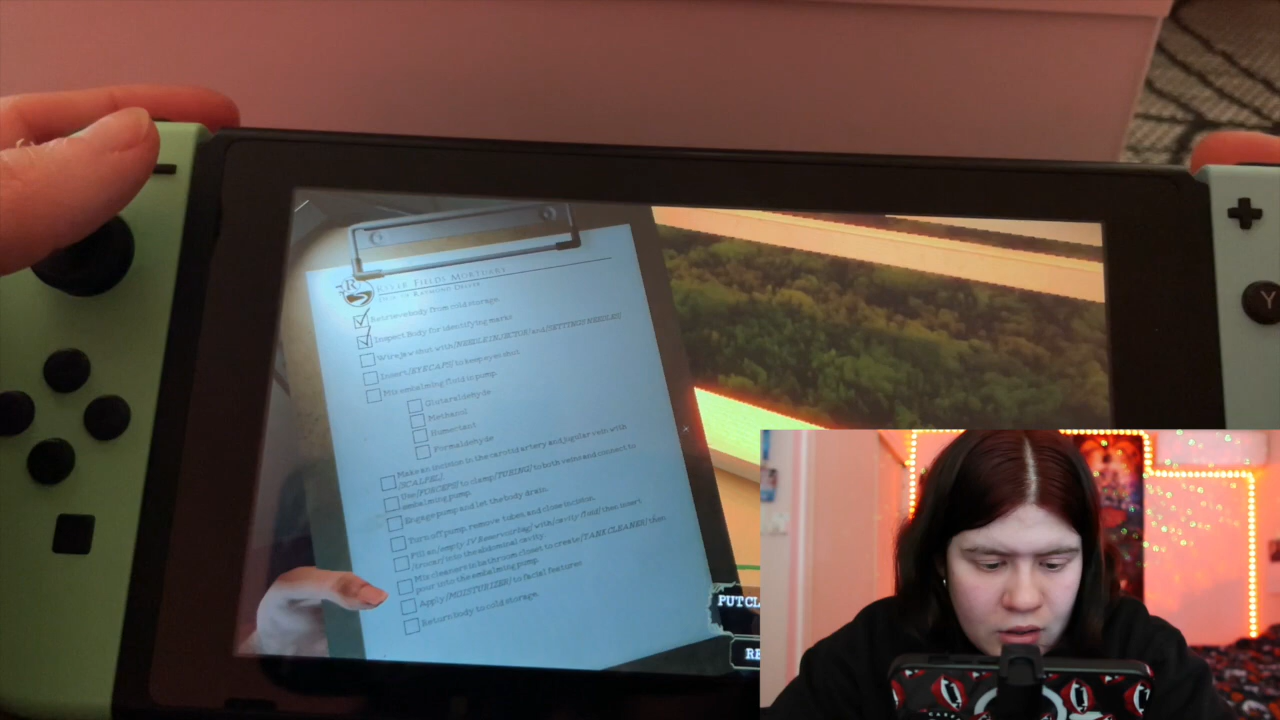 RIVER FIELDS MORTUARY
Retrieve body from cold storage.
Inspect Body for identifying marks.
Wire jaw shut with [NEEDLE INJECTOR] and [SETTING NEEDLES]
Insert [EYECAPS] to keep eyes shut
Mix embalming fluid in pump.
Glutaraldehyde
Methanol
Humectant
Formaldehyde
Make an incision in the carotid artery and jugular vein with
[SCALPEL]
Use [FORCEPS] to clamp [TUBING] to both veins and connect to
embalming pump.
Engage pump and let the body drain.
Turn off pump, remove tubes, and close incision.
Fill an [empty IV Reservoir bag] with [cavity fluid] then insert
[trocar] into the abdominal cavity.
Mix cleaners in bathroom closet to create [TANK CLEANER] then
pour into the embalming pump.
Apply [MOISTURIZER] to facial features
Return body to cold storage.
PUT CL
RE
Y